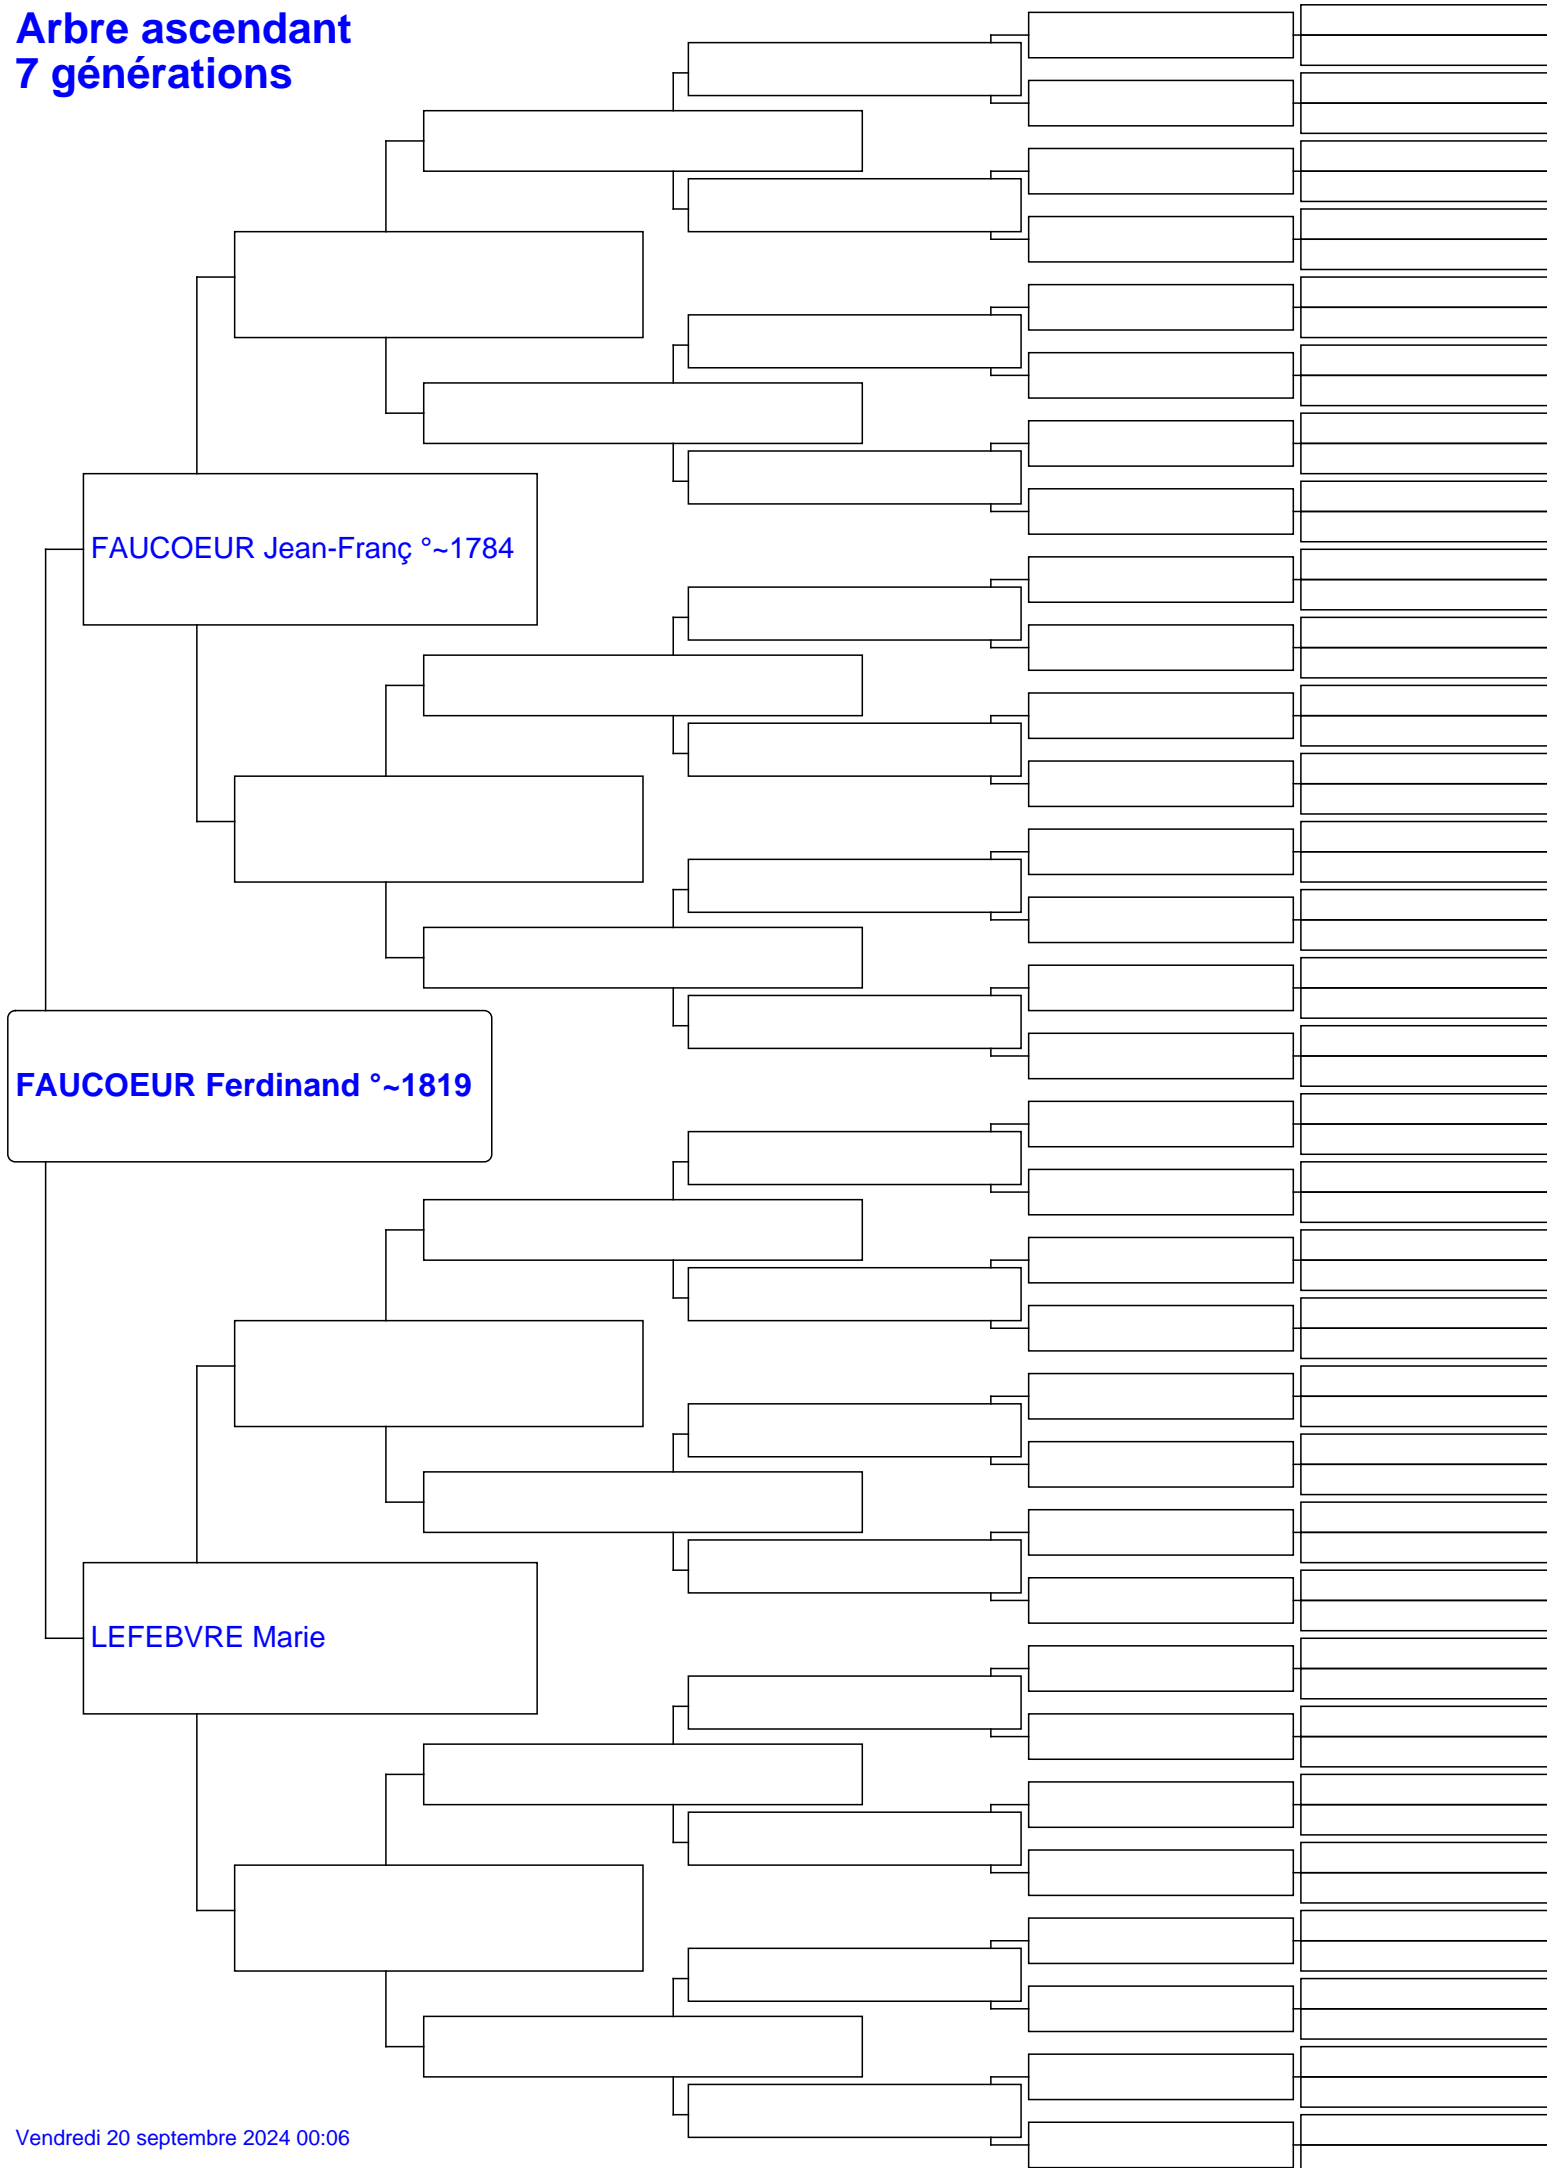 Arbre ascendant
7 générations
FAUCOEUR Jean-Franç °~1784
FAUCOEUR Ferdinand °~1819
LEFEBVRE Marie
Vendredi 20 septembre 2024 00:06